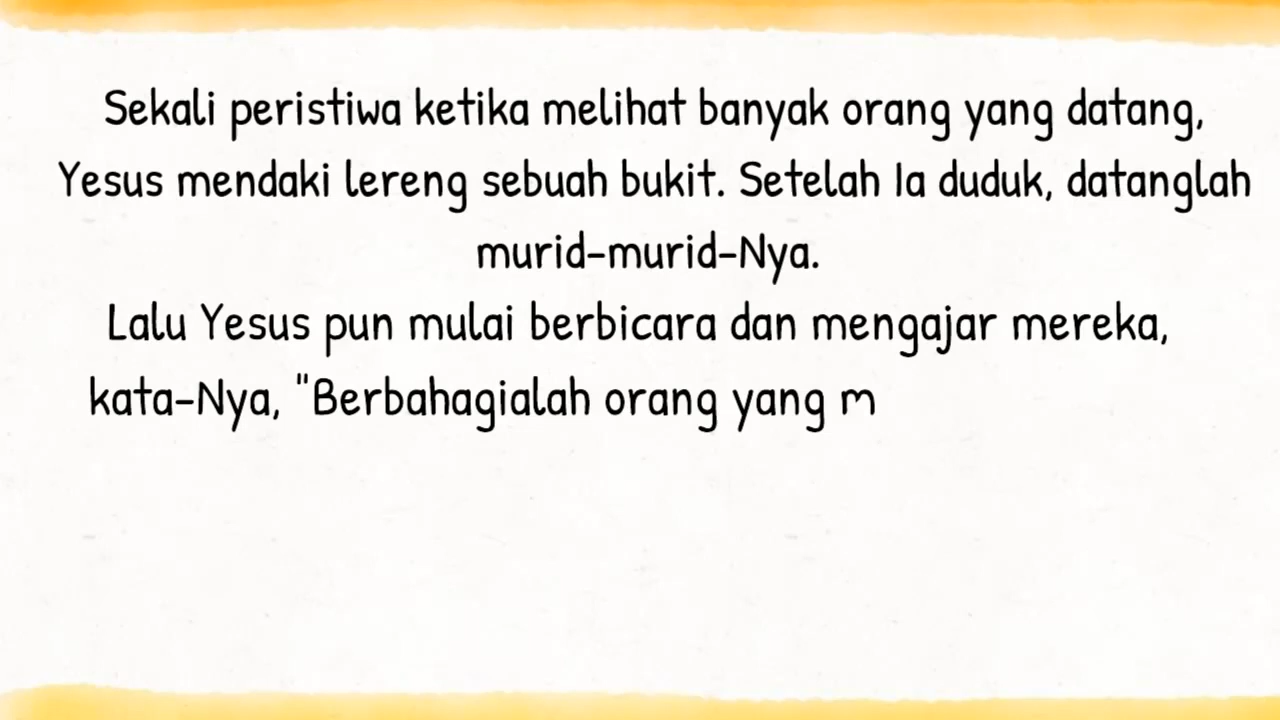 Sekali peristiwa ketika melihat banyak orang yang datang,
Yesus mendaki lereng sebuah bukit. Setelah Ia duduk, datanglah
murid-murid-Nya.
Lalu Yesus pun mulai berbicara dan mengajar mereka,
kata-Nya, "Berbahagialah orang yang m